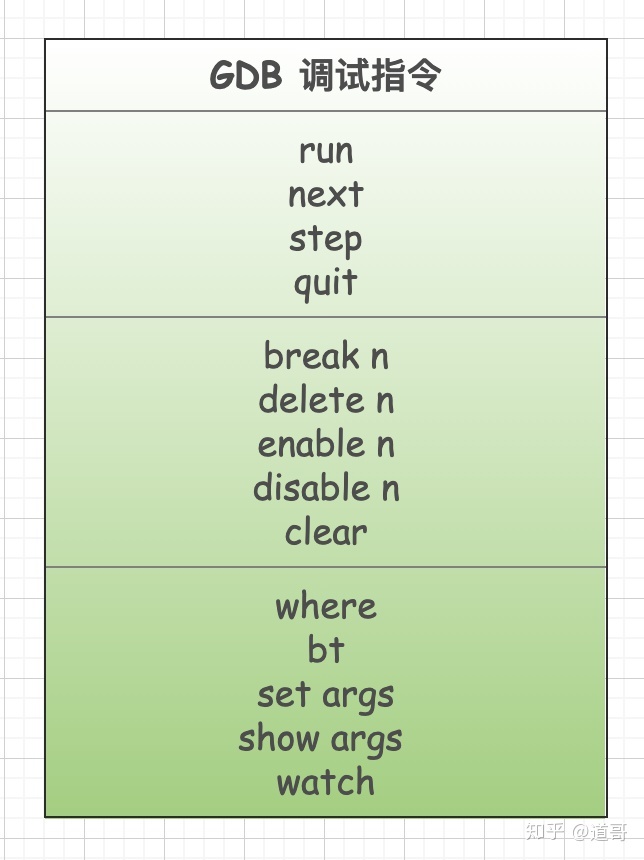 GDB 调试指令
run
next
step
quit
break n
delete n
enable n
disable n
clear
where
bt
set args
show args
watch
知乎 @道哥